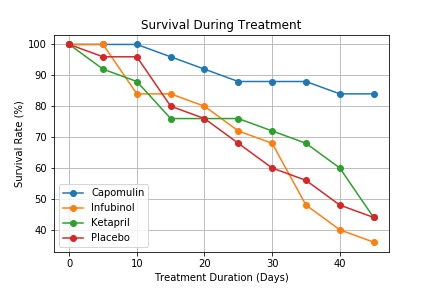 Survival During Treatment
Survival Rate (%)
100
90
80
70
60
50
40
Capomulin
Infubinol
Ketapril
Placebo
0 10 20 30 40
Treatment Duration (Days)